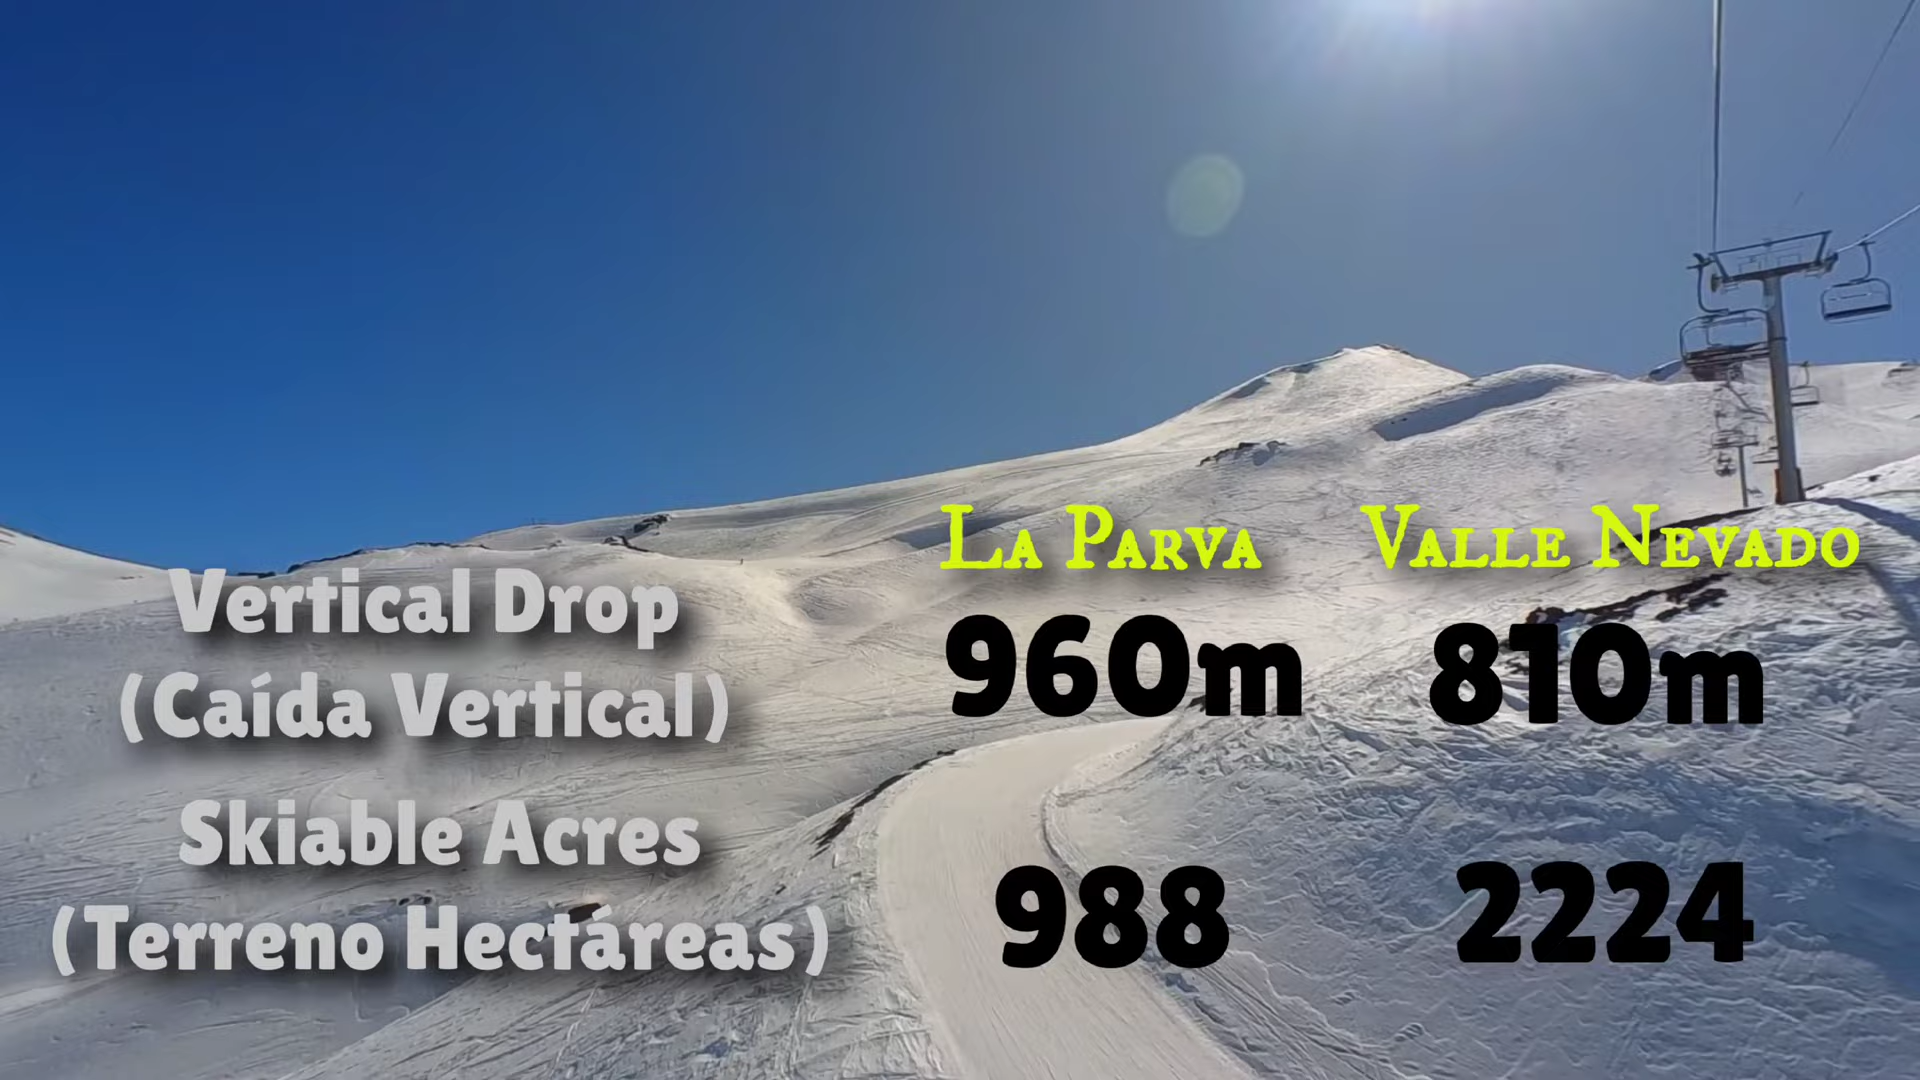 La Parva Valle Nevado
Vertical Drop
(Caída Vertical)
960m 810m
Skiable Acres
(Terreno Hectáreas)
988 2224